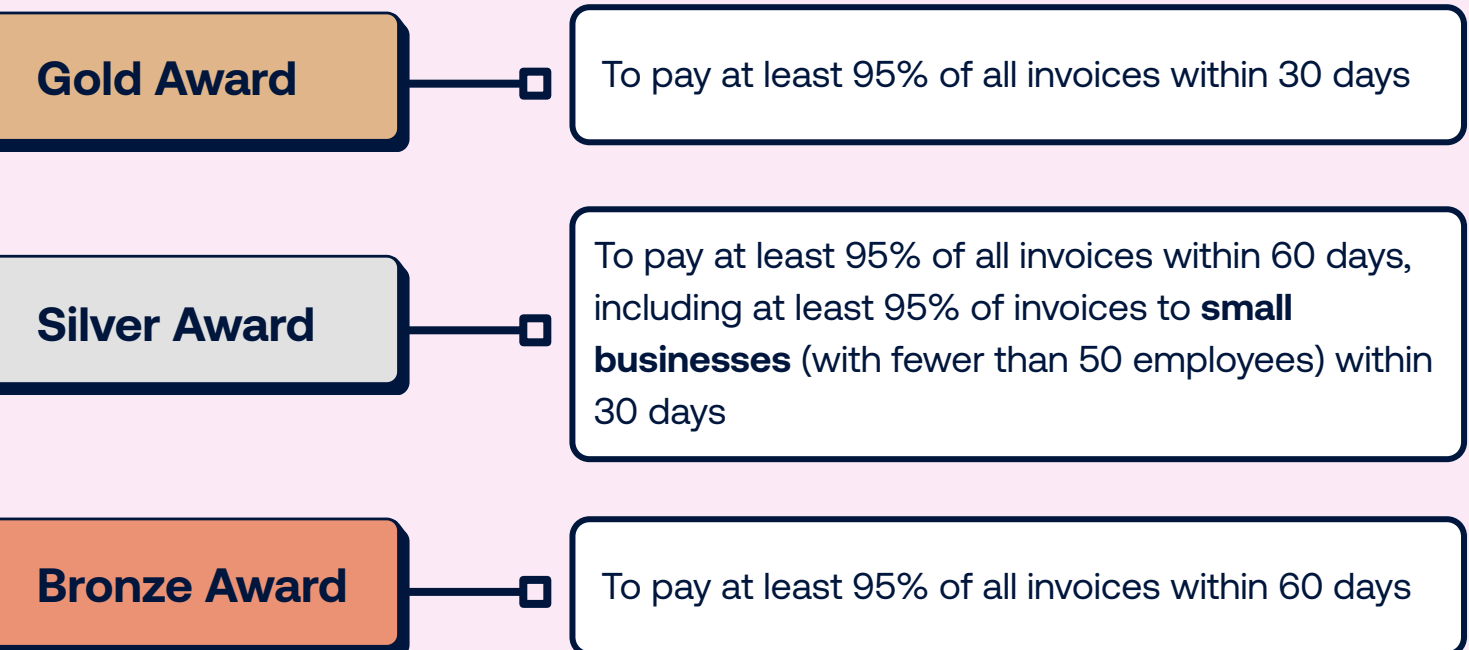 Gold Award
To pay at least 95% of all invoices within 30 days
Silver Award
To pay at least 95% of all invoices within 60 days,
including at least 95% of invoices to small
businesses (with fewer than 50 employees) within
30 days
Bronze Award
To pay at least 95% of all invoices within 60 days